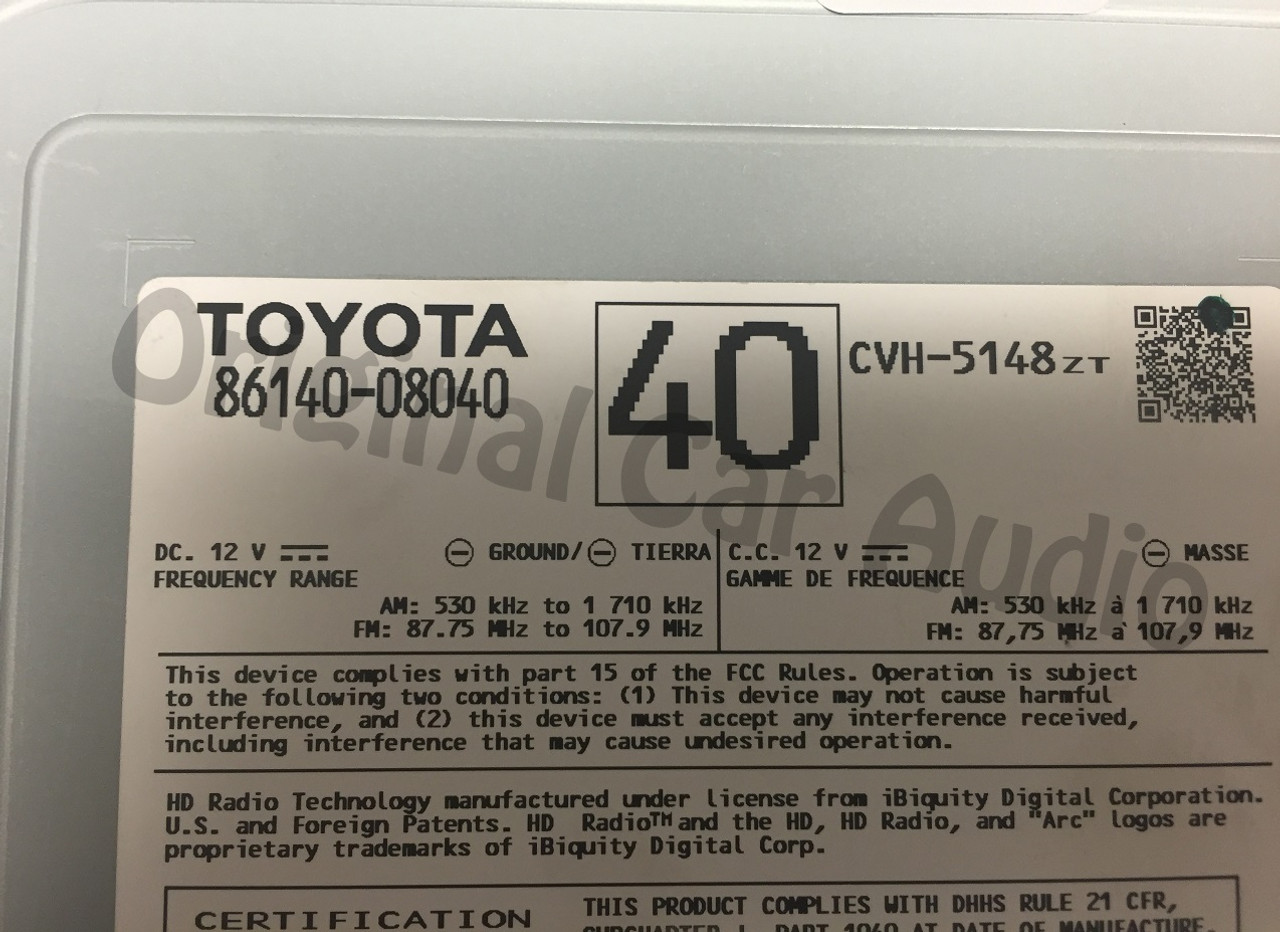 TOYOTA
86140-08040
40
CVH-5148ZT
Original Car Audio
DC. 12 V ⊖ GROUND/⊖ TIERRA
FREQUENCY RANGE
AM: 530 kHz to 1 710 kHz
FM: 87.75 MHz to 107.9 MHz
C.C. 12 V ⊖ MASSE
GAMME DE FREQUENCE
AM: 530 kHz à 1 710 kHz
FM: 87,75 MHz à 107,9 MHz
This device complies with part 15 of the FCC Rules. Operation is subject
to the following two conditions: (1) This device may not cause harmful
interference, and (2) this device must accept any interference received,
including interference that may cause undesired operation.
HD Radio Technology manufactured under license from iBiquity Digital Corporation.
U.S. and Foreign Patents. HD Radio™ and the HD, HD Radio, and "Arc" logos are
proprietary trademarks of iBiquity Digital Corp.
CERTIFICATION
THIS PRODUCT COMPLIES WITH DHHS RULE 21 CFR,
PART 1040 AT DATE OF MANUFACTURE.